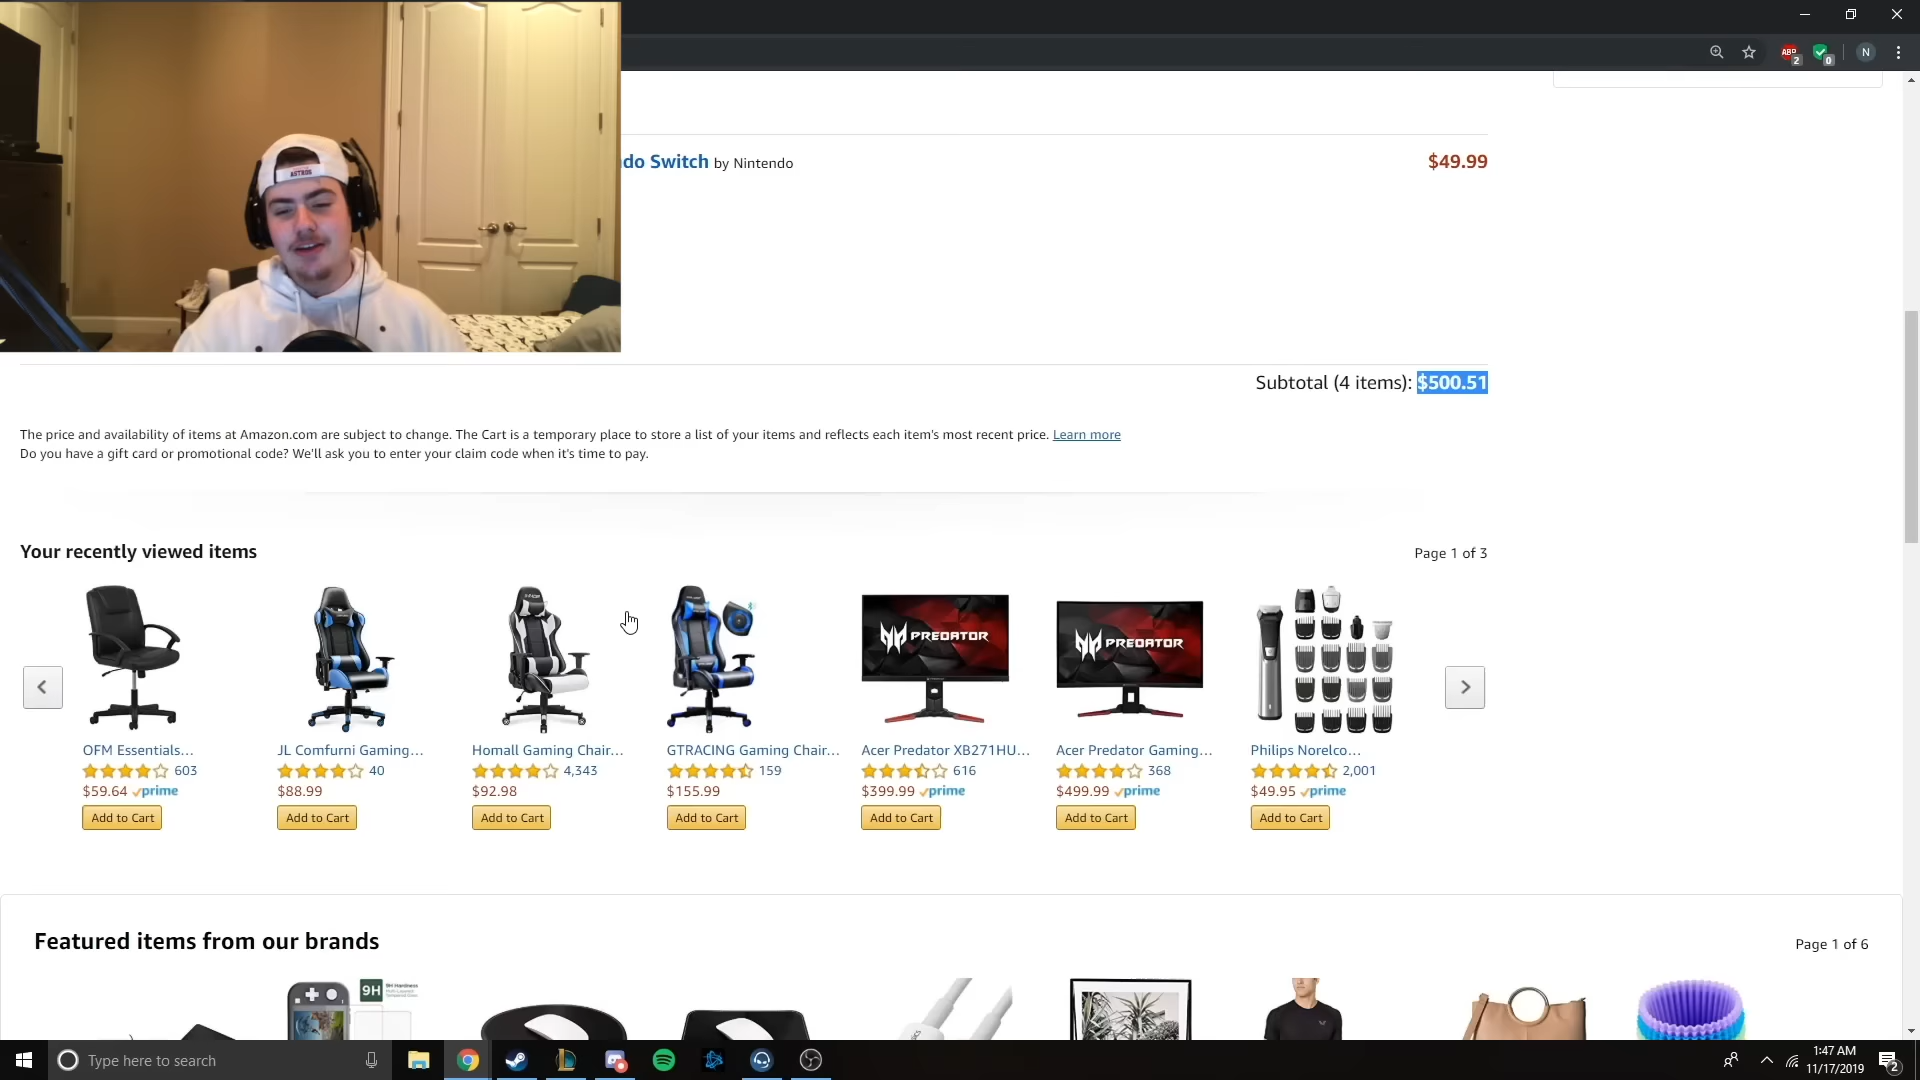 ABP
2
0
N
ASTROS
do Switch by Nintendo
$49.99
Subtotal (4 items): $500.51
The price and availability of items at Amazon.com are subject to change. The Cart is a temporary place to store a list of your items and reflects each item's most recent price. Learn more
Do you have a gift card or promotional code? We'll ask you to enter your claim code when it's time to pay.
Your recently viewed items
Page 1 of 3
PREDATOR
PREDATOR
OFM Essentials...
603
$59.64 prime
Add to Cart
JL Comfurni Gaming...
40
$88.99
Add to Cart
Homall Gaming Chair...
4,343
$92.98
Add to Cart
GTRACING Gaming Chair...
159
$155.99
Add to Cart
Acer Predator XB271HU...
616
$399.99 prime
Add to Cart
Acer Predator Gaming...
368
$499.99 prime
Add to Cart
Philips Norelco...
2,001
$49.95 prime
Add to Cart
Featured items from our brands
Page 1 of 6
9H
Type here to search
1:47 AM
11/17/2019
2